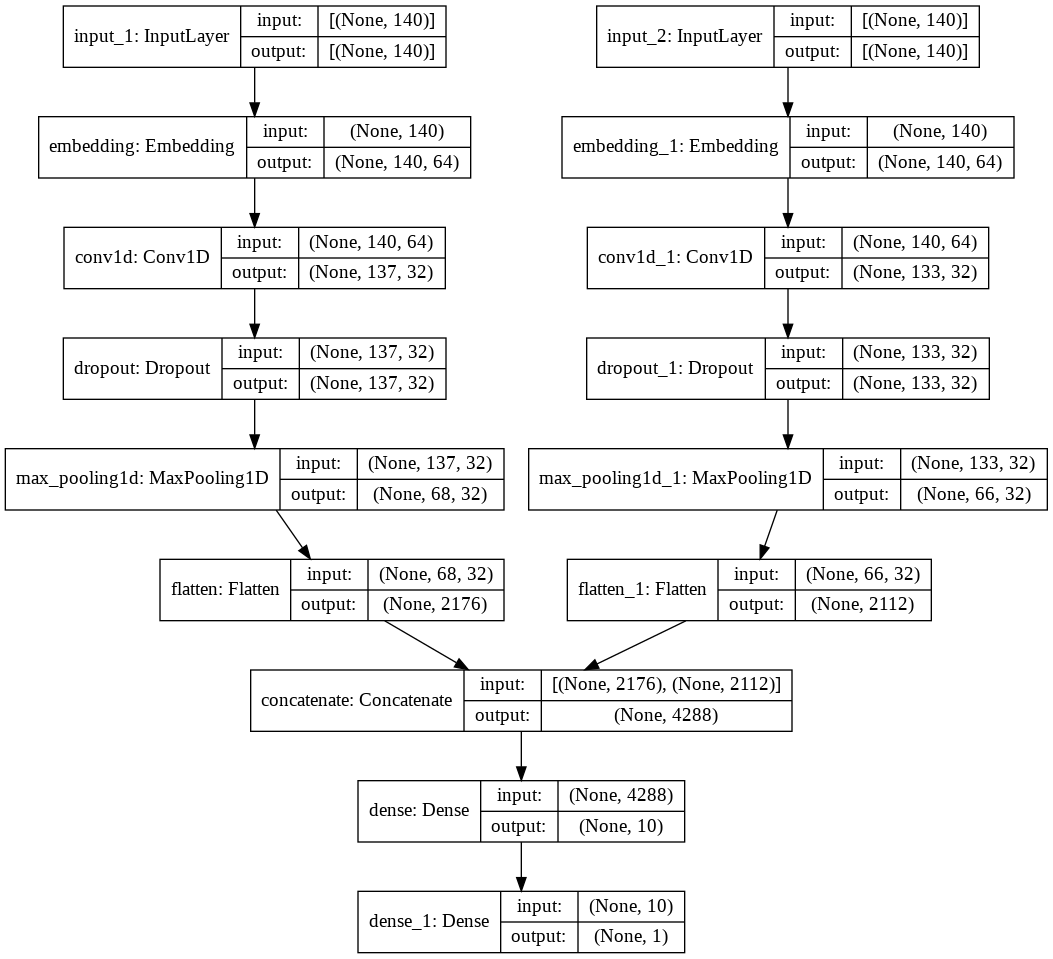 input_1: InputLayer
input:
[(None, 140)]
output:
[(None, 140)]
input_2: InputLayer
input:
[(None, 140)]
output:
[(None, 140)]
embedding: Embedding
input:
(None, 140)
output:
(None, 140, 64)
embedding_1: Embedding
input:
(None, 140)
output:
(None, 140, 64)
conv1d: Conv1D
input:
(None, 140, 64)
output:
(None, 137, 32)
conv1d_1: Conv1D
input:
(None, 140, 64)
output:
(None, 133, 32)
dropout: Dropout
input:
(None, 137, 32)
output:
(None, 137, 32)
dropout_1: Dropout
input:
(None, 133, 32)
output:
(None, 133, 32)
max_pooling1d: MaxPooling1D
input:
(None, 137, 32)
output:
(None, 68, 32)
max_pooling1d_1: MaxPooling1D
input:
(None, 133, 32)
output:
(None, 66, 32)
flatten: Flatten
input:
(None, 68, 32)
output:
(None, 2176)
flatten_1: Flatten
input:
(None, 66, 32)
output:
(None, 2112)
concatenate: Concatenate
input:
[(None, 2176), (None, 2112)]
output:
(None, 4288)
dense: Dense
input:
(None, 4288)
output:
(None, 10)
dense_1: Dense
input:
(None, 10)
output:
(None, 1)